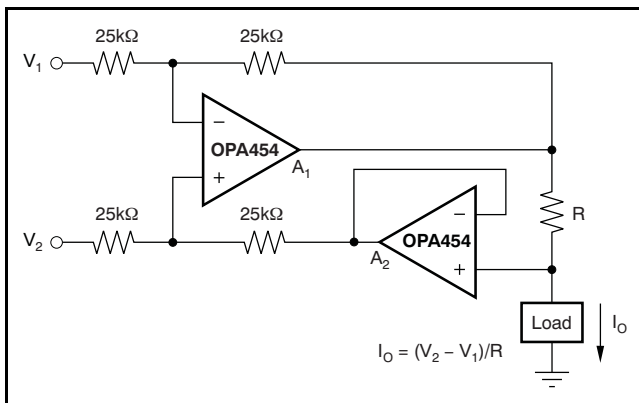 25kΩ 25kΩ
V1
−
OPA454
A1
+
25kΩ 25kΩ
R
−
OPA454
V2
A2
+
Load IO
IO = (V2 − V1)/R